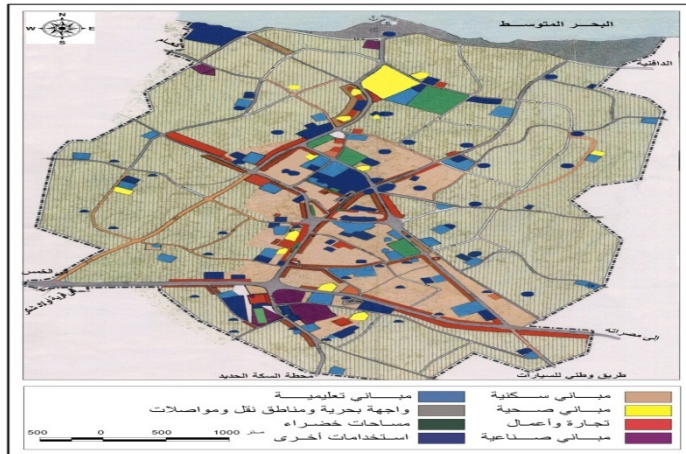 البحر المتوسط
N
W E
S
الدافنية
الخمس
إلى مصراته
محطة السكة الحديد
طريق وطني للسيارات
مباني سكنية
مباني تعليمية
مباني صحية
واجهة بحرية ومناطق نقل ومواصلات
تجارة وأعمال
مساحات خضراء
مباني صناعية
استخدامات أخرى
500 0 500 1000 متر